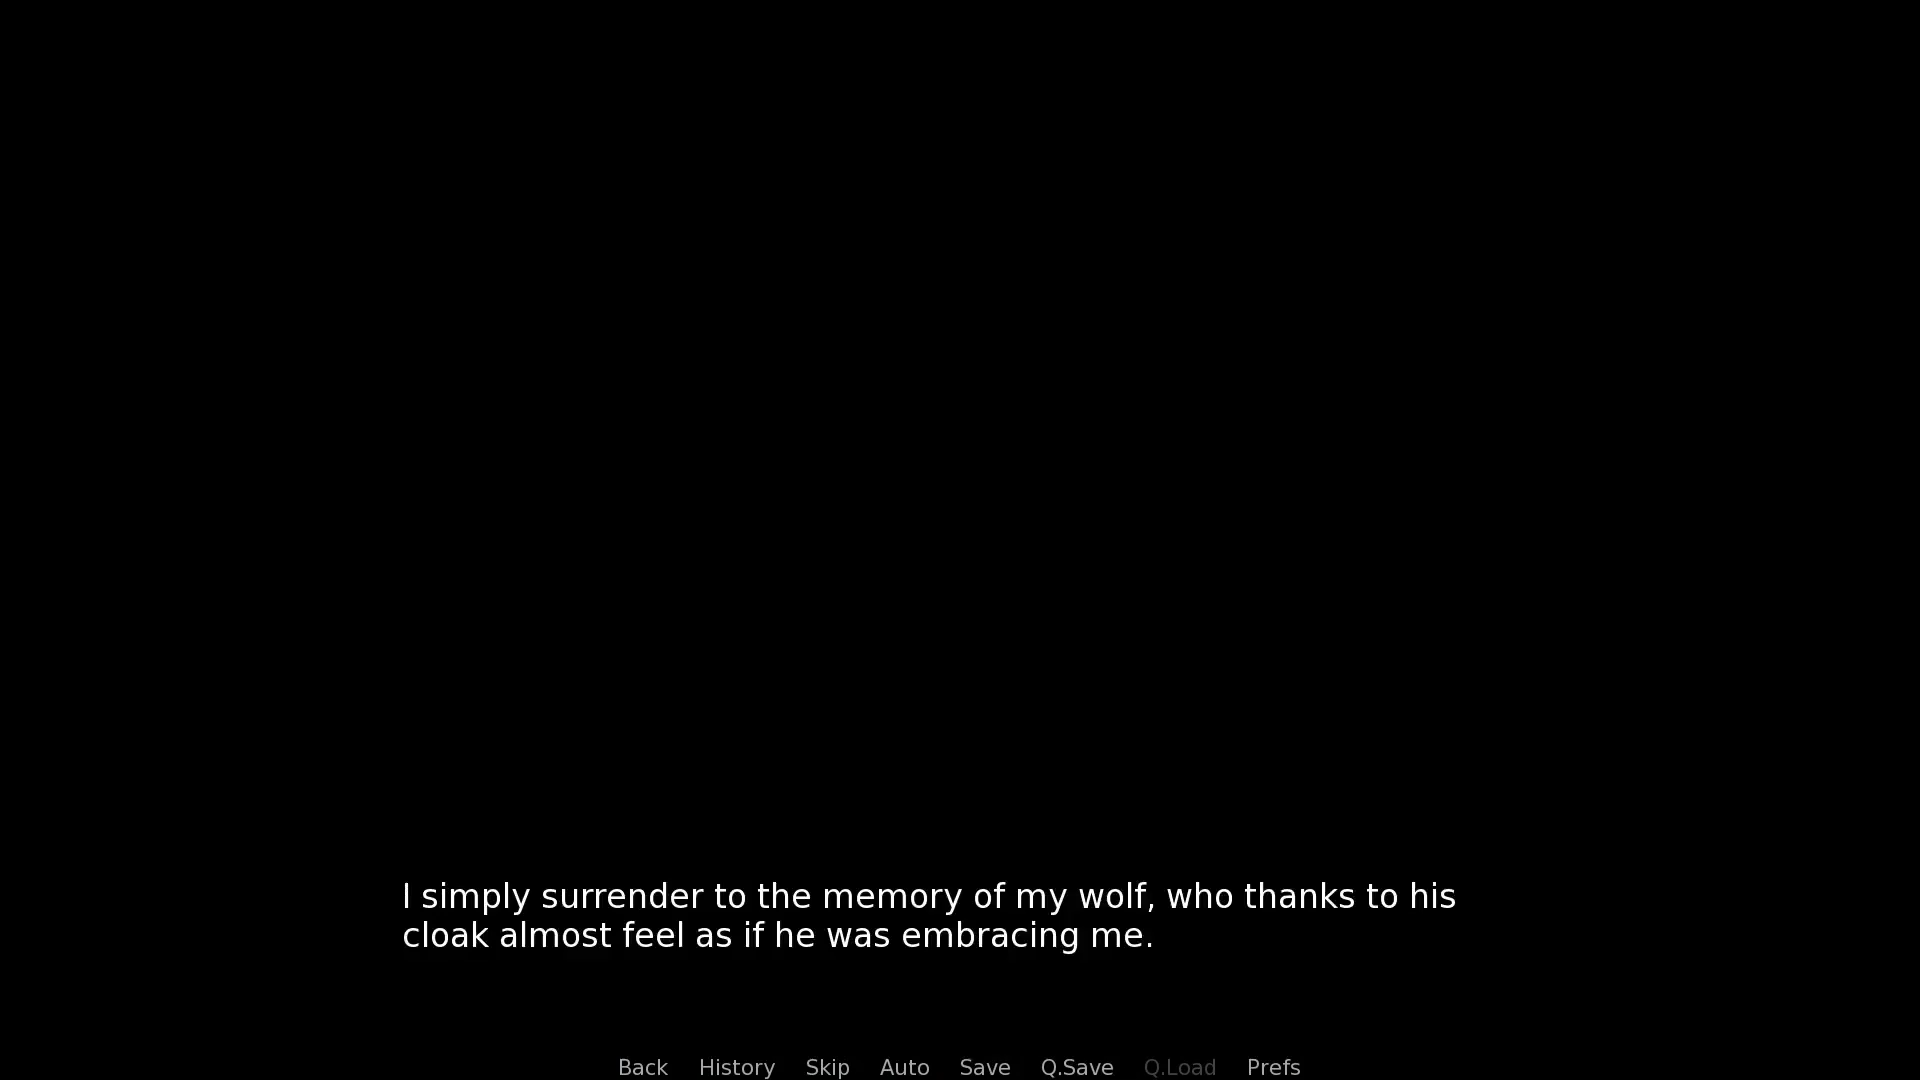 I simply surrender to the memory of my wolf, who thanks to his
cloak almost feel as if he was embracing me.
Back History Skip Auto Save Q.Save Q.Load Prefs